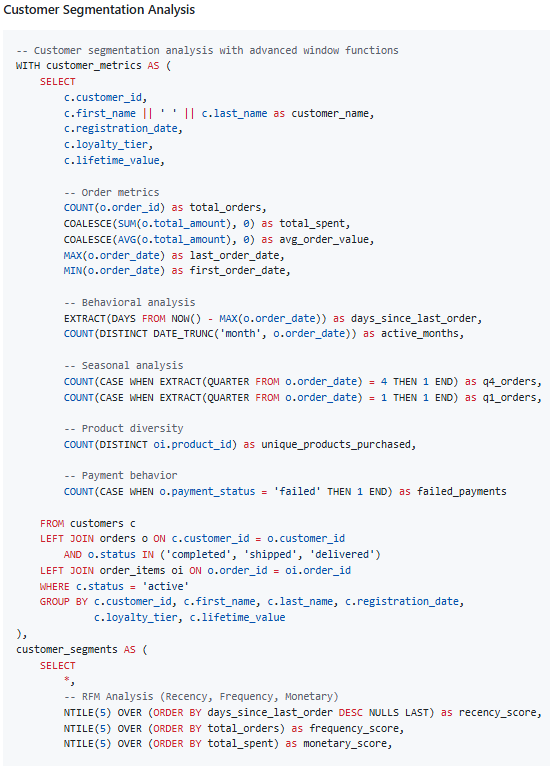 Customer Segmentation Analysis
-- Customer segmentation analysis with advanced window functions
WITH customer_metrics AS (
    SELECT
        c.customer_id,
        c.first_name || ' ' || c.last_name as customer_name,
        c.registration_date,
        c.loyalty_tier,
        c.lifetime_value,

        -- Order metrics
        COUNT(o.order_id) as total_orders,
        COALESCE(SUM(o.total_amount), 0) as total_spent,
        COALESCE(AVG(o.total_amount), 0) as avg_order_value,
        MAX(o.order_date) as last_order_date,
        MIN(o.order_date) as first_order_date,

        -- Behavioral analysis
        EXTRACT(DAYS FROM NOW() - MAX(o.order_date)) as days_since_last_order,
        COUNT(DISTINCT DATE_TRUNC('month', o.order_date)) as active_months,

        -- Seasonal analysis
        COUNT(CASE WHEN EXTRACT(QUARTER FROM o.order_date) = 4 THEN 1 END) as q4_orders,
        COUNT(CASE WHEN EXTRACT(QUARTER FROM o.order_date) = 1 THEN 1 END) as q1_orders,

        -- Product diversity
        COUNT(DISTINCT oi.product_id) as unique_products_purchased,

        -- Payment behavior
        COUNT(CASE WHEN o.payment_status = 'failed' THEN 1 END) as failed_payments

    FROM customers c
    LEFT JOIN orders o ON c.customer_id = o.customer_id
        AND o.status IN ('completed', 'shipped', 'delivered')
    LEFT JOIN order_items oi ON o.order_id = oi.order_id
    WHERE c.status = 'active'
    GROUP BY c.customer_id, c.first_name, c.last_name, c.registration_date,
             c.loyalty_tier, c.lifetime_value
),
customer_segments AS (
    SELECT
        *,
        -- RFM Analysis (Recency, Frequency, Monetary)
        NTILE(5) OVER (ORDER BY days_since_last_order DESC NULLS LAST) as recency_score,
        NTILE(5) OVER (ORDER BY total_orders) as frequency_score,
        NTILE(5) OVER (ORDER BY total_spent) as monetary_score,